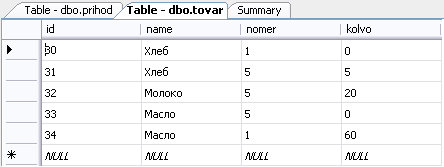 Table - dbo.prihod Table - dbo.tovar Summary
id name nomer kolvo
30 Хлеб 1 0
31 Хлеб 5 5
32 Молоко 5 20
33 Масло 5 0
34 Масло 1 60
NULL NULL NULL NULL